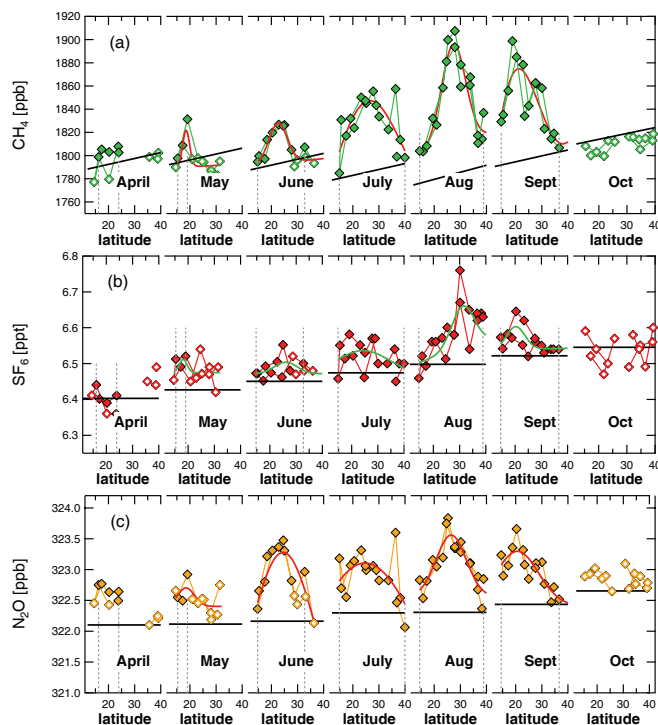 (a)
CH4 [ppb]
1920 1900 1880 1860 1840 1820 1800 1780 1760
April May June July Aug Sept Oct
20 40 20 30 40 20 30 40 20 30 40 20 30 40 20 30 40 20 30 40
latitude latitude latitude latitude latitude latitude latitude
(b)
SF6 [ppt]
6.8 6.7 6.6 6.5 6.4 6.3
April May June July Aug Sept Oct
20 40 20 30 40 20 30 40 20 30 40 20 30 40 20 30 40 20 30 40
latitude latitude latitude latitude latitude latitude latitude
(c)
N2O [ppb]
324.0 323.5 323.0 322.5 322.0 321.5 321.0
April May June July Aug Sept Oct
20 40 20 30 40 20 30 40 20 30 40 20 30 40 20 30 40 20 30 40
latitude latitude latitude latitude latitude latitude latitude